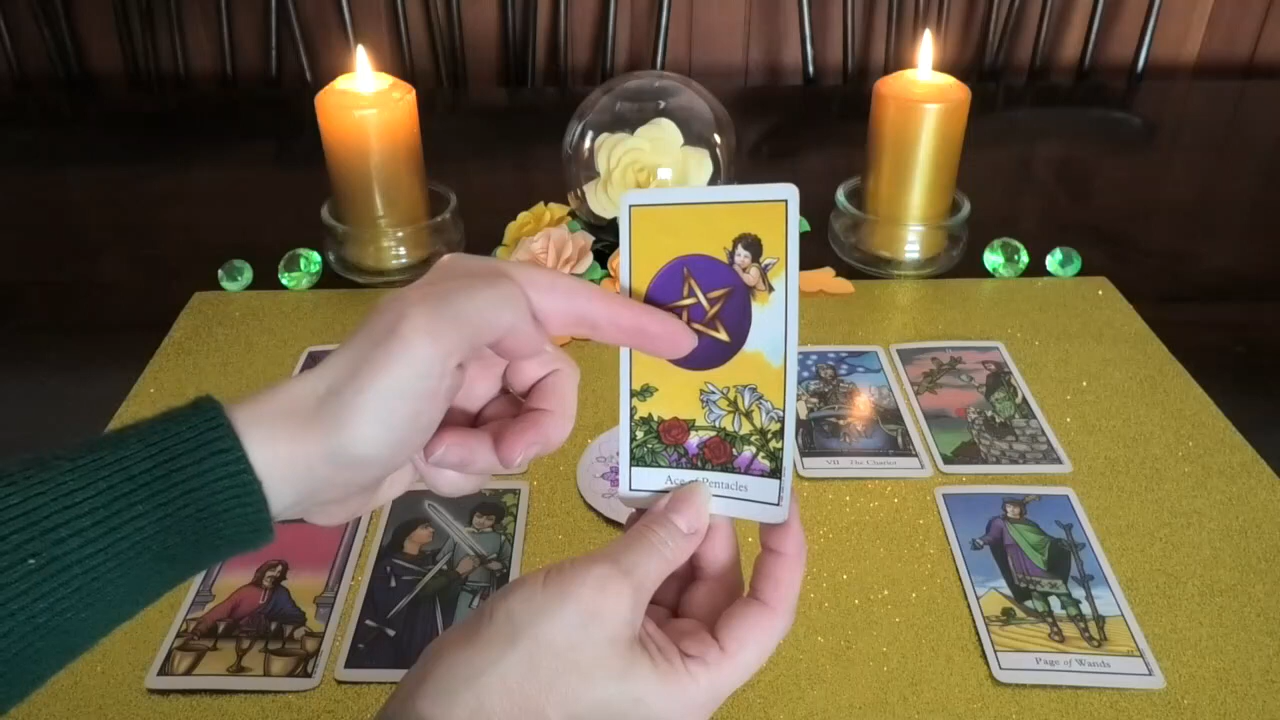 Ace of Pentacles
VII The Chariot
Page of Wands